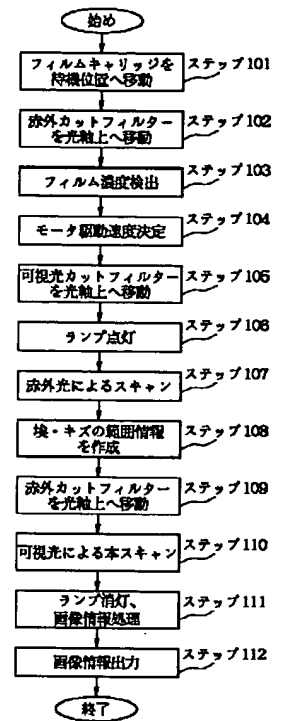 始め
フィルムキャリッジを
待機位置へ移動
ステップ101
赤外カットフィルター
を光軸上へ移動
ステップ102
フィルム濃度検出
ステップ103
モータ駆動速度決定
ステップ104
可視光カットフィルター
を光軸上へ移動
ステップ105
ランプ点灯
ステップ106
赤外光によるスキャン
ステップ107
埃・キズの範囲情報
を作成
ステップ108
赤外カットフィルター
を光軸上へ移動
ステップ109
可視光による本スキャン
ステップ110
ランプ消灯、
画像情報処理
ステップ111
画像情報出力
ステップ112
終了